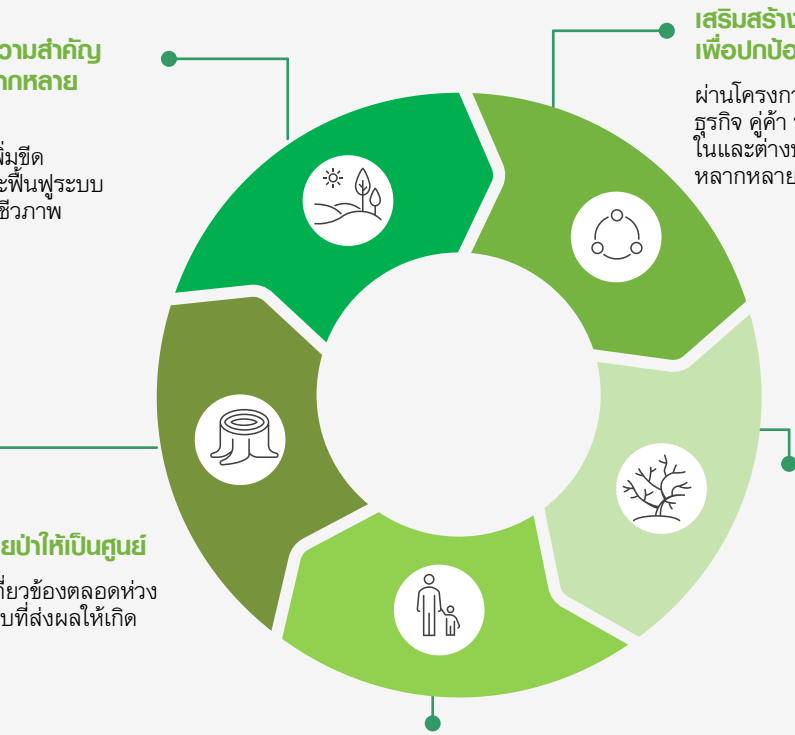 วามสำคัญ
ากหลาย
พิ่มขีด
ะฟื้นฟูระบบ
ชีวภาพ
เสริมสร้าง
เพื่อปกป้อ
ผ่านโครงกา
ธุรกิจ คู่ค้า
ในและต่างป
หลากหลาย
ยป่าให้เป็นศูนย์
กี่ยวข้องตลอดห่วง
บที่ส่งผลให้เกิด